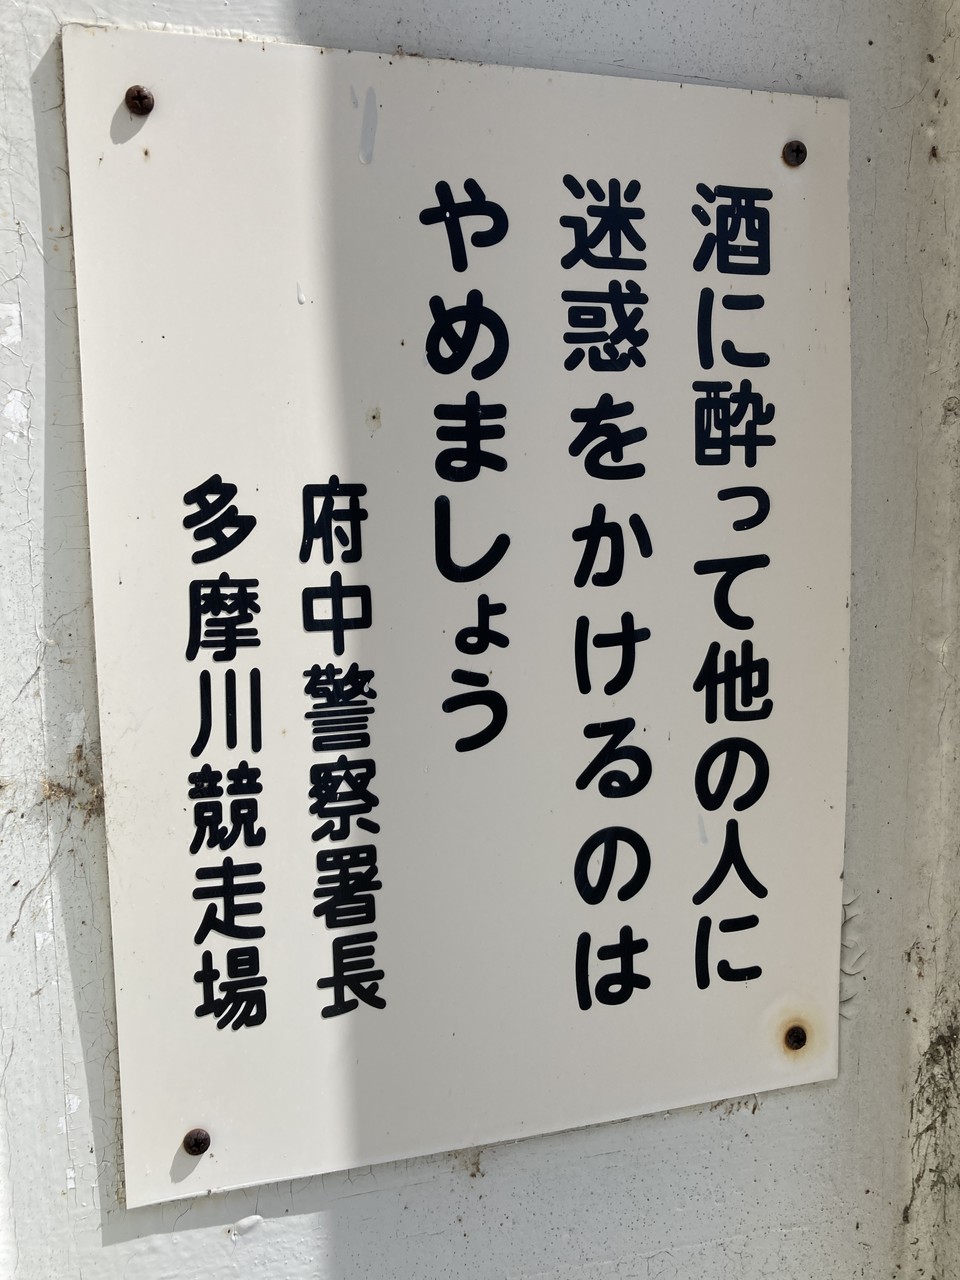 酒に酔って他の人に
迷惑をかけるのは
やめましょう
府中警察署長
多摩川競走場